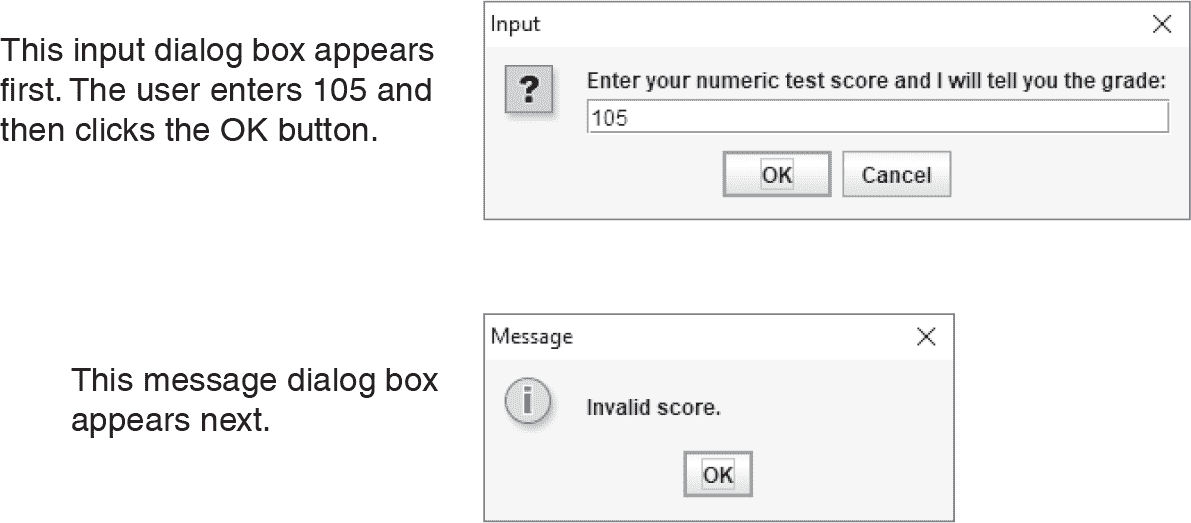 This input dialog box appears
first. The user enters 105 and
then clicks the OK button.
Input
?
Enter your numeric test score and I will tell you the grade:
105
OK Cancel
This message dialog box
appears next.
Message
i
Invalid score.
OK